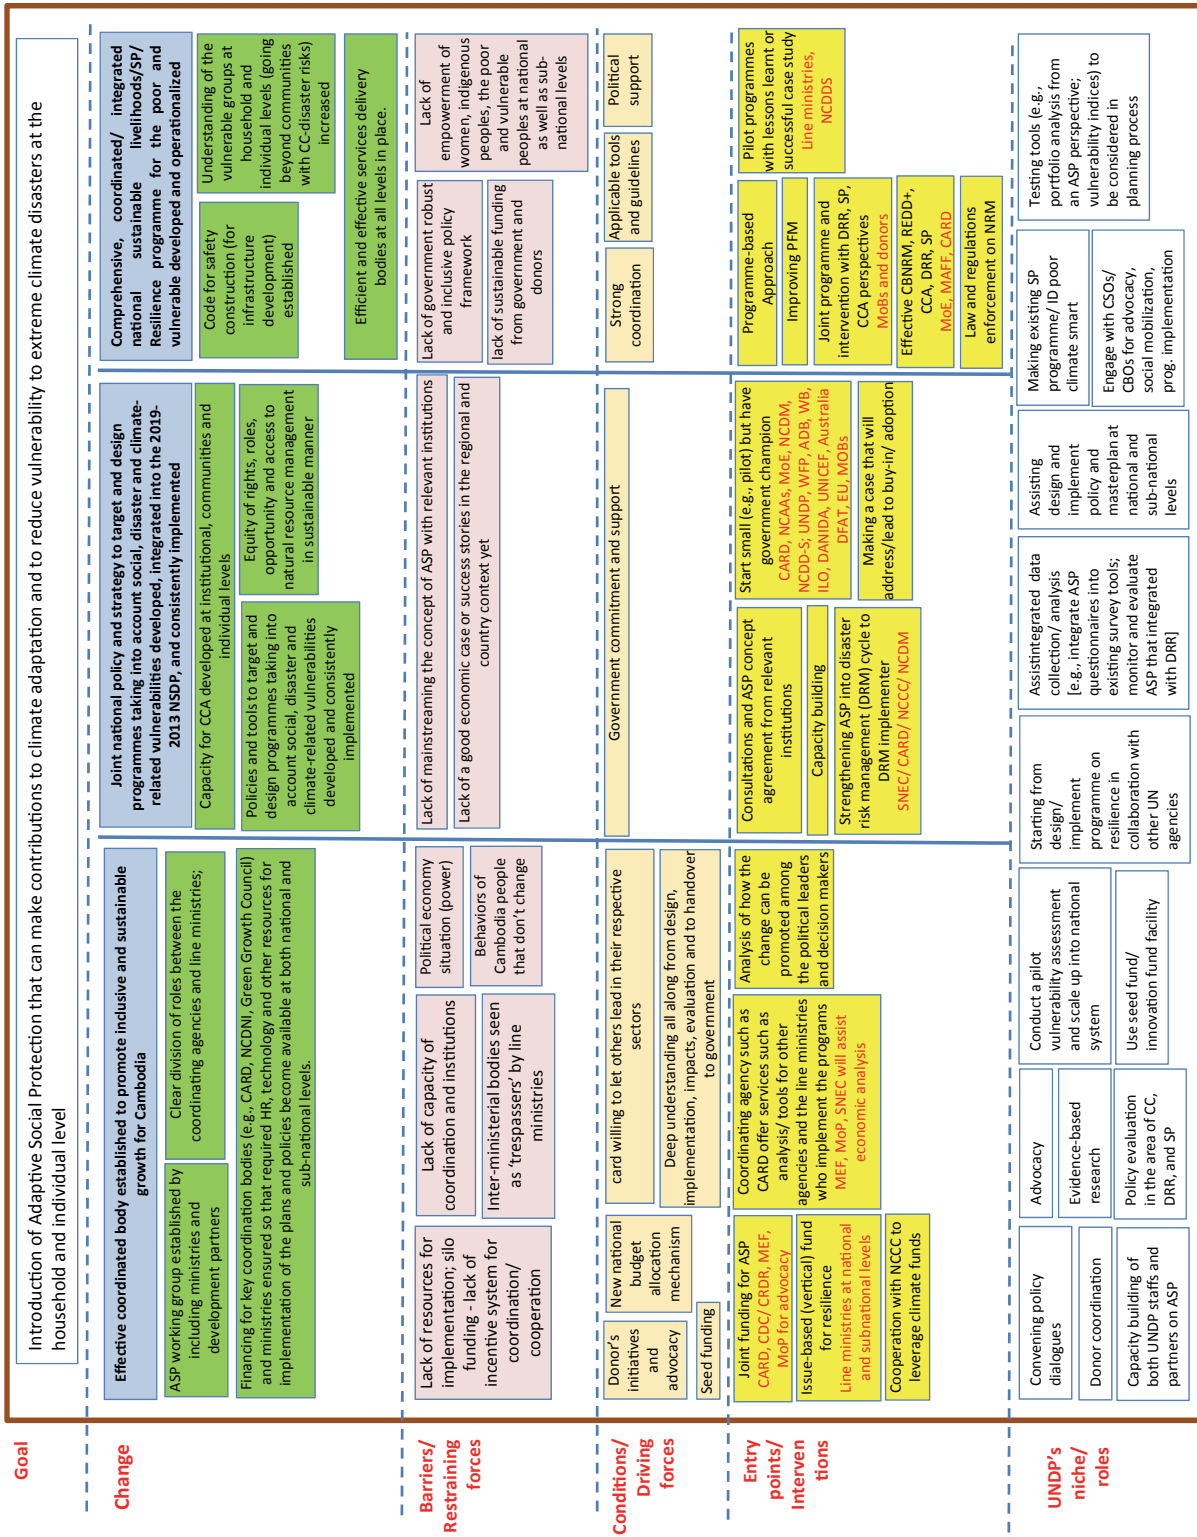 Goal
Introduction of Adaptive Social Protection that can make contributions to climate adaptation and to reduce vulnerability to extreme climate disasters at the
household and individual level
Change
Effective coordinated body established to promote inclusive and sustainable
growth for Cambodia
ASP working group established by
including ministries and
development partners
Clear division of roles between the
coordinating agencies and line ministries;
Financing for key coordination bodies (e.g., CARD, NCDNI, Green Growth Council)
and ministries ensured so that required HR, technology and other resources for
implementation of the plans and policies become available at both national and
sub-national levels.
Joint national policy and strategy to target and design
programmes taking into account social, disaster and climate-
related vulnerabilities developed, integrated into the 2019-
2013 NSDP, and consistently implemented
Capacity for CCA developed at institutional, communities and
individual levels
Policies and tools to target and
design programmes taking into
account social, disaster and
climate-related vulnerabilities
developed and consistently
implemented
Equity of rights, roles,
opportunity and access to
natural resource management
in sustainable manner
Comprehensive, coordinated/ integrated
national sustainable livelihoods/SP/
Resilience programme for the poor and
vulnerable developed and operationalized
Code for safety
construction (for
infrastructure
development)
established
Understanding of the
vulnerable groups at
household and
individual levels (going
beyond communities
with CC-disaster risks)
increased
Efficient and effective services delivery
bodies at all levels in place.
Barriers/
Restraining
forces
Lack of resources for
implementation; silo
funding - lack of
incentive system for
coordination/
cooperation
Lack of capacity of
coordination and institutions
Inter-ministerial bodies seen
as 'trespassers' by line
ministries
Political economy
situation (power)
Behaviors of
Cambodia people
that don't change
Lack of mainstreaming the concept of ASP with relevant institutions
Lack of a good economic case or success stories in the regional and
country context yet
Lack of government robust
and inclusive policy
framework
lack of sustainable funding
from government and
donors
Lack of
empowerment of
women, indigenous
peoples, the poor
and vulnerable
peoples at national
as well as sub-
national levels
Conditions/
Driving
forces
Donor's
initiatives
and
advocacy
New national
budget
allocation
mechanism
Seed funding
card willing to let others lead in their respective
sectors
Deep understanding all along from design,
implementation, impacts, evaluation and to handover
to government
Government commitment and support
Strong
coordination
Applicable tools
and guidelines
Political
support
Entry
points/
Interven
tions
Joint funding for ASP
CARD, CDC/ CRDR, MEF,
MoP for advocacy
Issue-based (vertical) fund
for resilience
Line ministries at national
and subnational levels
Cooperation with NCCC to
leverage climate funds
Coordinating agency such as
CARD offer services such as
analysis/ tools for other
agencies and the line ministries
who implement the programs
MEF, MoP, SNEC will assist
economic analysis
Analysis of how the
change can be
promoted among
the political leaders
and decision makers
Consultations and ASP concept
agreement from relevant
institutions
Capacity building
Strengthening ASP into disaster
risk management (DRM) cycle to
DRM implementer
SNEC/ CARD/ NCCC/ NCDM
Start small (e.g., pilot) but have
government champion
CARD, NCAAs, MoE, NCDM,
NCDD-S; UNDP, WFP, ADB, WB,
ILO, DANIDA, UNICEF, Australia
DFAT, EU, MOBs
Making a case that will
address/lead to buy-in/ adoption
Programme-based
Approach
Improving PFM
Joint programme and
intervention with DRR, SP,
CCA perspectives
MoBs and donors
Effective CBNRM, REDD+,
CCA, DRR, SP
MoE, MAFF, CARD
Law and regulations
enforcement on NRM
Pilot programmes
with lessons learnt or
successful case study
Line ministries,
NCDDS
UNDP's
niche/
roles
Convening policy
dialogues
Donor coordination
Capacity building of
both UNDP staffs and
partners on ASP
Advocacy
Evidence-based
research
Policy evaluation
in the area of CC,
DRR, and SP
Conduct a pilot
vulnerability assessment
and scale up into national
system
Use seed fund/
innovation fund facility
Starting from
design/
implement
programme on
resilience in
collaboration with
other UN
agencies
Assistintegrated data
collection/ analysis
[e.g., integrate ASP
questionnaires into
existing survey tools;
monitor and evaluate
ASP that integrated
with DRR]
Assisting
design and
implement
policy and
masterplan at
national and
sub-national
levels
Making existing SP
programme/ ID poor
climate smart
Engage with CSOs/
CBOs for advocacy,
social mobilization,
prog. implementation
Testing tools (e.g.,
portfolio analysis from
an ASP perspective;
vulnerability indices) to
be considered in
planning process